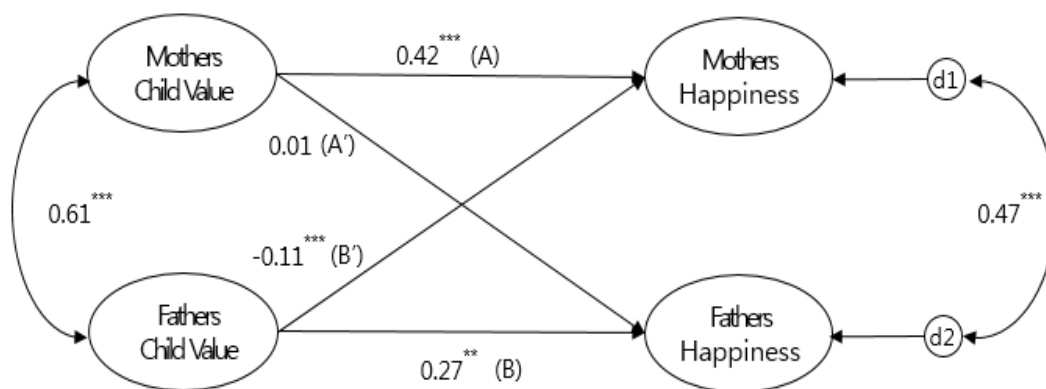 Mothers
Child Value
0.42*** (A)
Mothers
Happiness
d1
0.01 (A')
0.61***
0.47***
-0.11*** (B')
Fathers
Child Value
0.27** (B)
Fathers
Happiness
d2